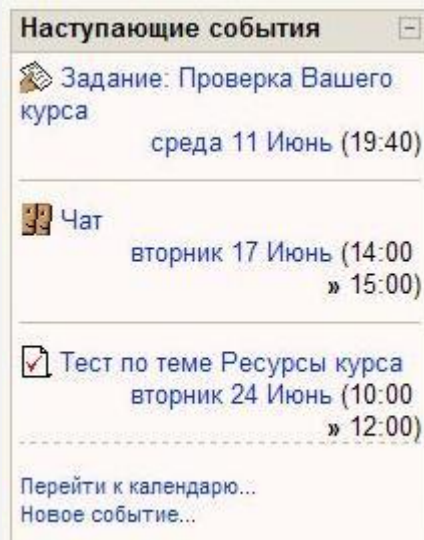 Наступающие события
Задание: Проверка Вашего
курса
среда 11 Июнь (19:40)
Чат
вторник 17 Июнь (14:00
» 15:00)
Тест по теме Ресурсы курса
вторник 24 Июнь (10:00
» 12:00)
Перейти к календарю...
Новое событие...